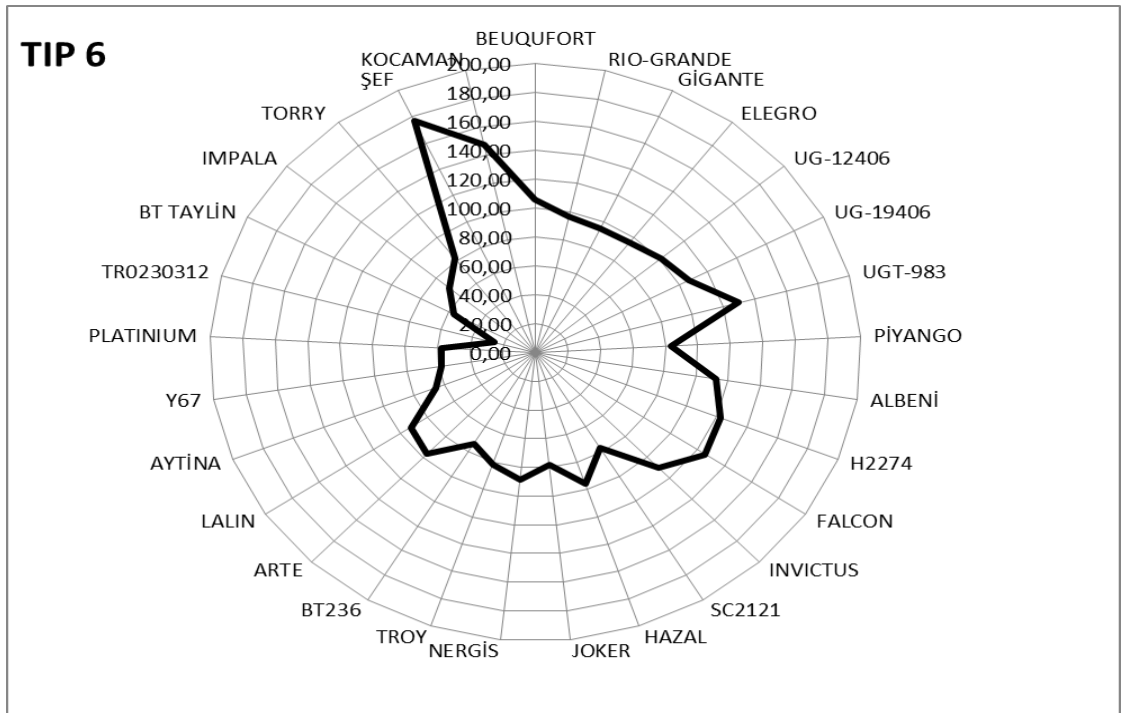 TIP 6
BEUQUFORT
RIO-GRANDE
GİGANTE
ELEGRO
UG-12406
UG-19406
UGT-983
PİYANGO
ALBENİ
H2274
FALCON
INVICTUS
SC2121
HAZAL
JOKER
NERGİS
TROY
BT236
ARTE
LALIN
AYTİNA
Y67
PLATINIUM
TR0230312
BT TAYLİN
IMPALA
TORRY
ŞEF
KOCAMAN
200,00
180,00
160,00
140,00
120,00
100,00
80,00
60,00
40,00
20,00
0,00